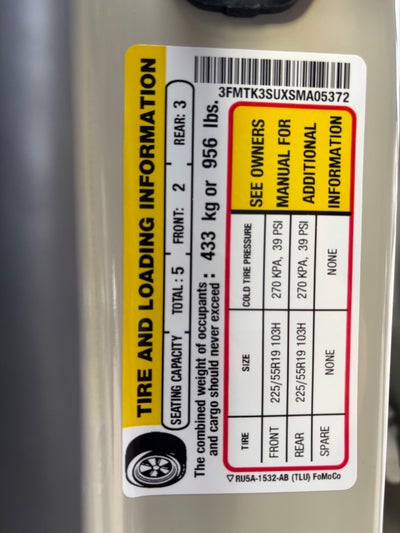 TIRE AND LOADING INFORMATION
SEATING CAPACITY TOTAL : 5 FRONT: 2 REAR: 3
The combined weight of occupants
and cargo should never exceed : 433 kg or 956 lbs.
3FMTK3SUXSMA05372
TIRE SIZE COLD TIRE PRESSURE SEE OWNERS
FRONT 225/55R19 103H 270 KPA, 39 PSI MANUAL FOR
REAR 225/55R19 103H 270 KPA, 39 PSI ADDITIONAL
SPARE NONE NONE INFORMATION
▽ RU5A-1532-AB (TLU) FoMoCo